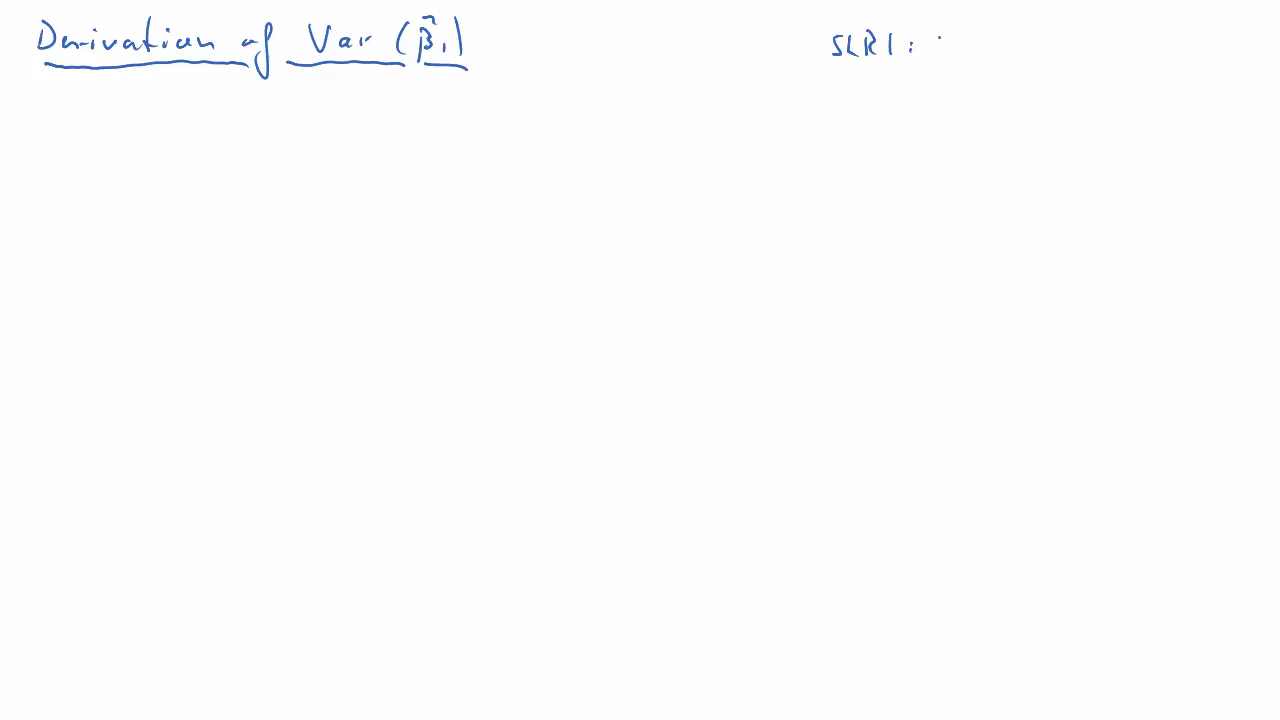 Derivation of Var (β̂₁)
SLR1: